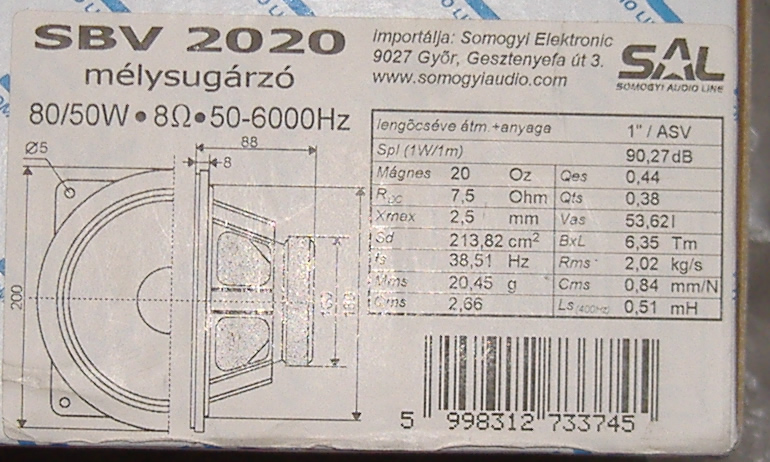 SBV 2020
mélysugárzó
80/50W • 8Ω • 50-6000Hz
importálja: Somogyi Elektronic
9027 Győr, Gesztenyefa út 3.
www.somogyiaudio.com
SAL
SOMOGYI AUDIO LINE
lengőcséve átm.+anyaga 1" / ASV
Spl (1W/1m) 90,27dB
Mágnes 20 Oz Qes 0,44
RDC 7,5 Ohm Qts 0,38
Xmax 2,5 mm Vas 53,62l
Sd 213,82 cm² BxL 6,35 Tm
fs 38,51 Hz Rms 2,02 kg/s
Mms 20,45 g Cms 0,84 mm/N
Qms 2,66 Ls (400Hz) 0,51 mH
Ø5
88
8
200
5 998312 733745